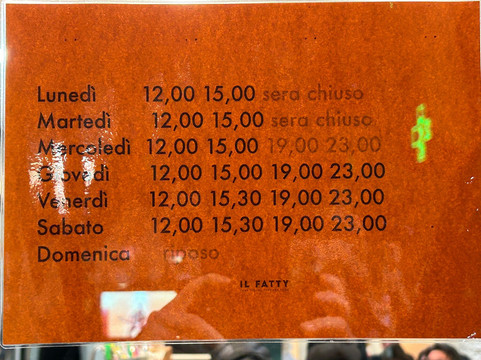 Lunedì 12,00 15,00 sera chiuso
Martedì 12,00 15,00 sera chiuso
Mercoledì 12,00 15,00 19,00 23,00
Giovedì 12,00 15,00 19,00 23,00
Venerdì 12,00 15,30 19,00 23,00
Sabato 12,00 15,30 19,00 23,00
Domenica riposo
IL FATTY